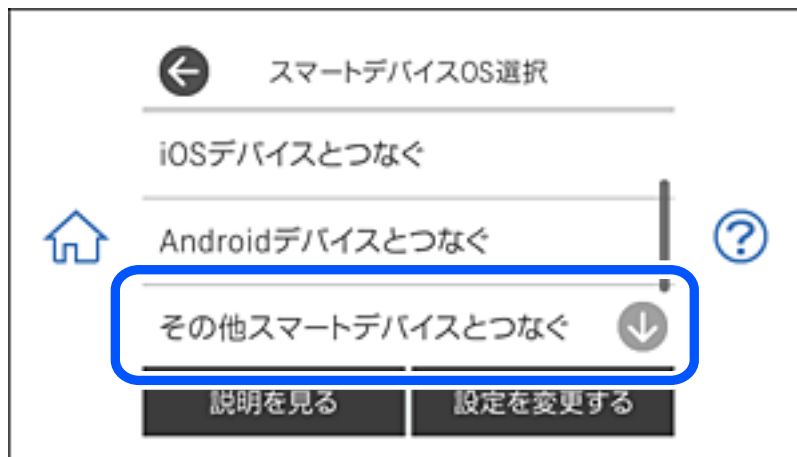 スマートデバイスOS選択
iOSデバイスとつなぐ
Androidデバイスとつなぐ
その他スマートデバイスとつなぐ
説明を見る 設定を変更する